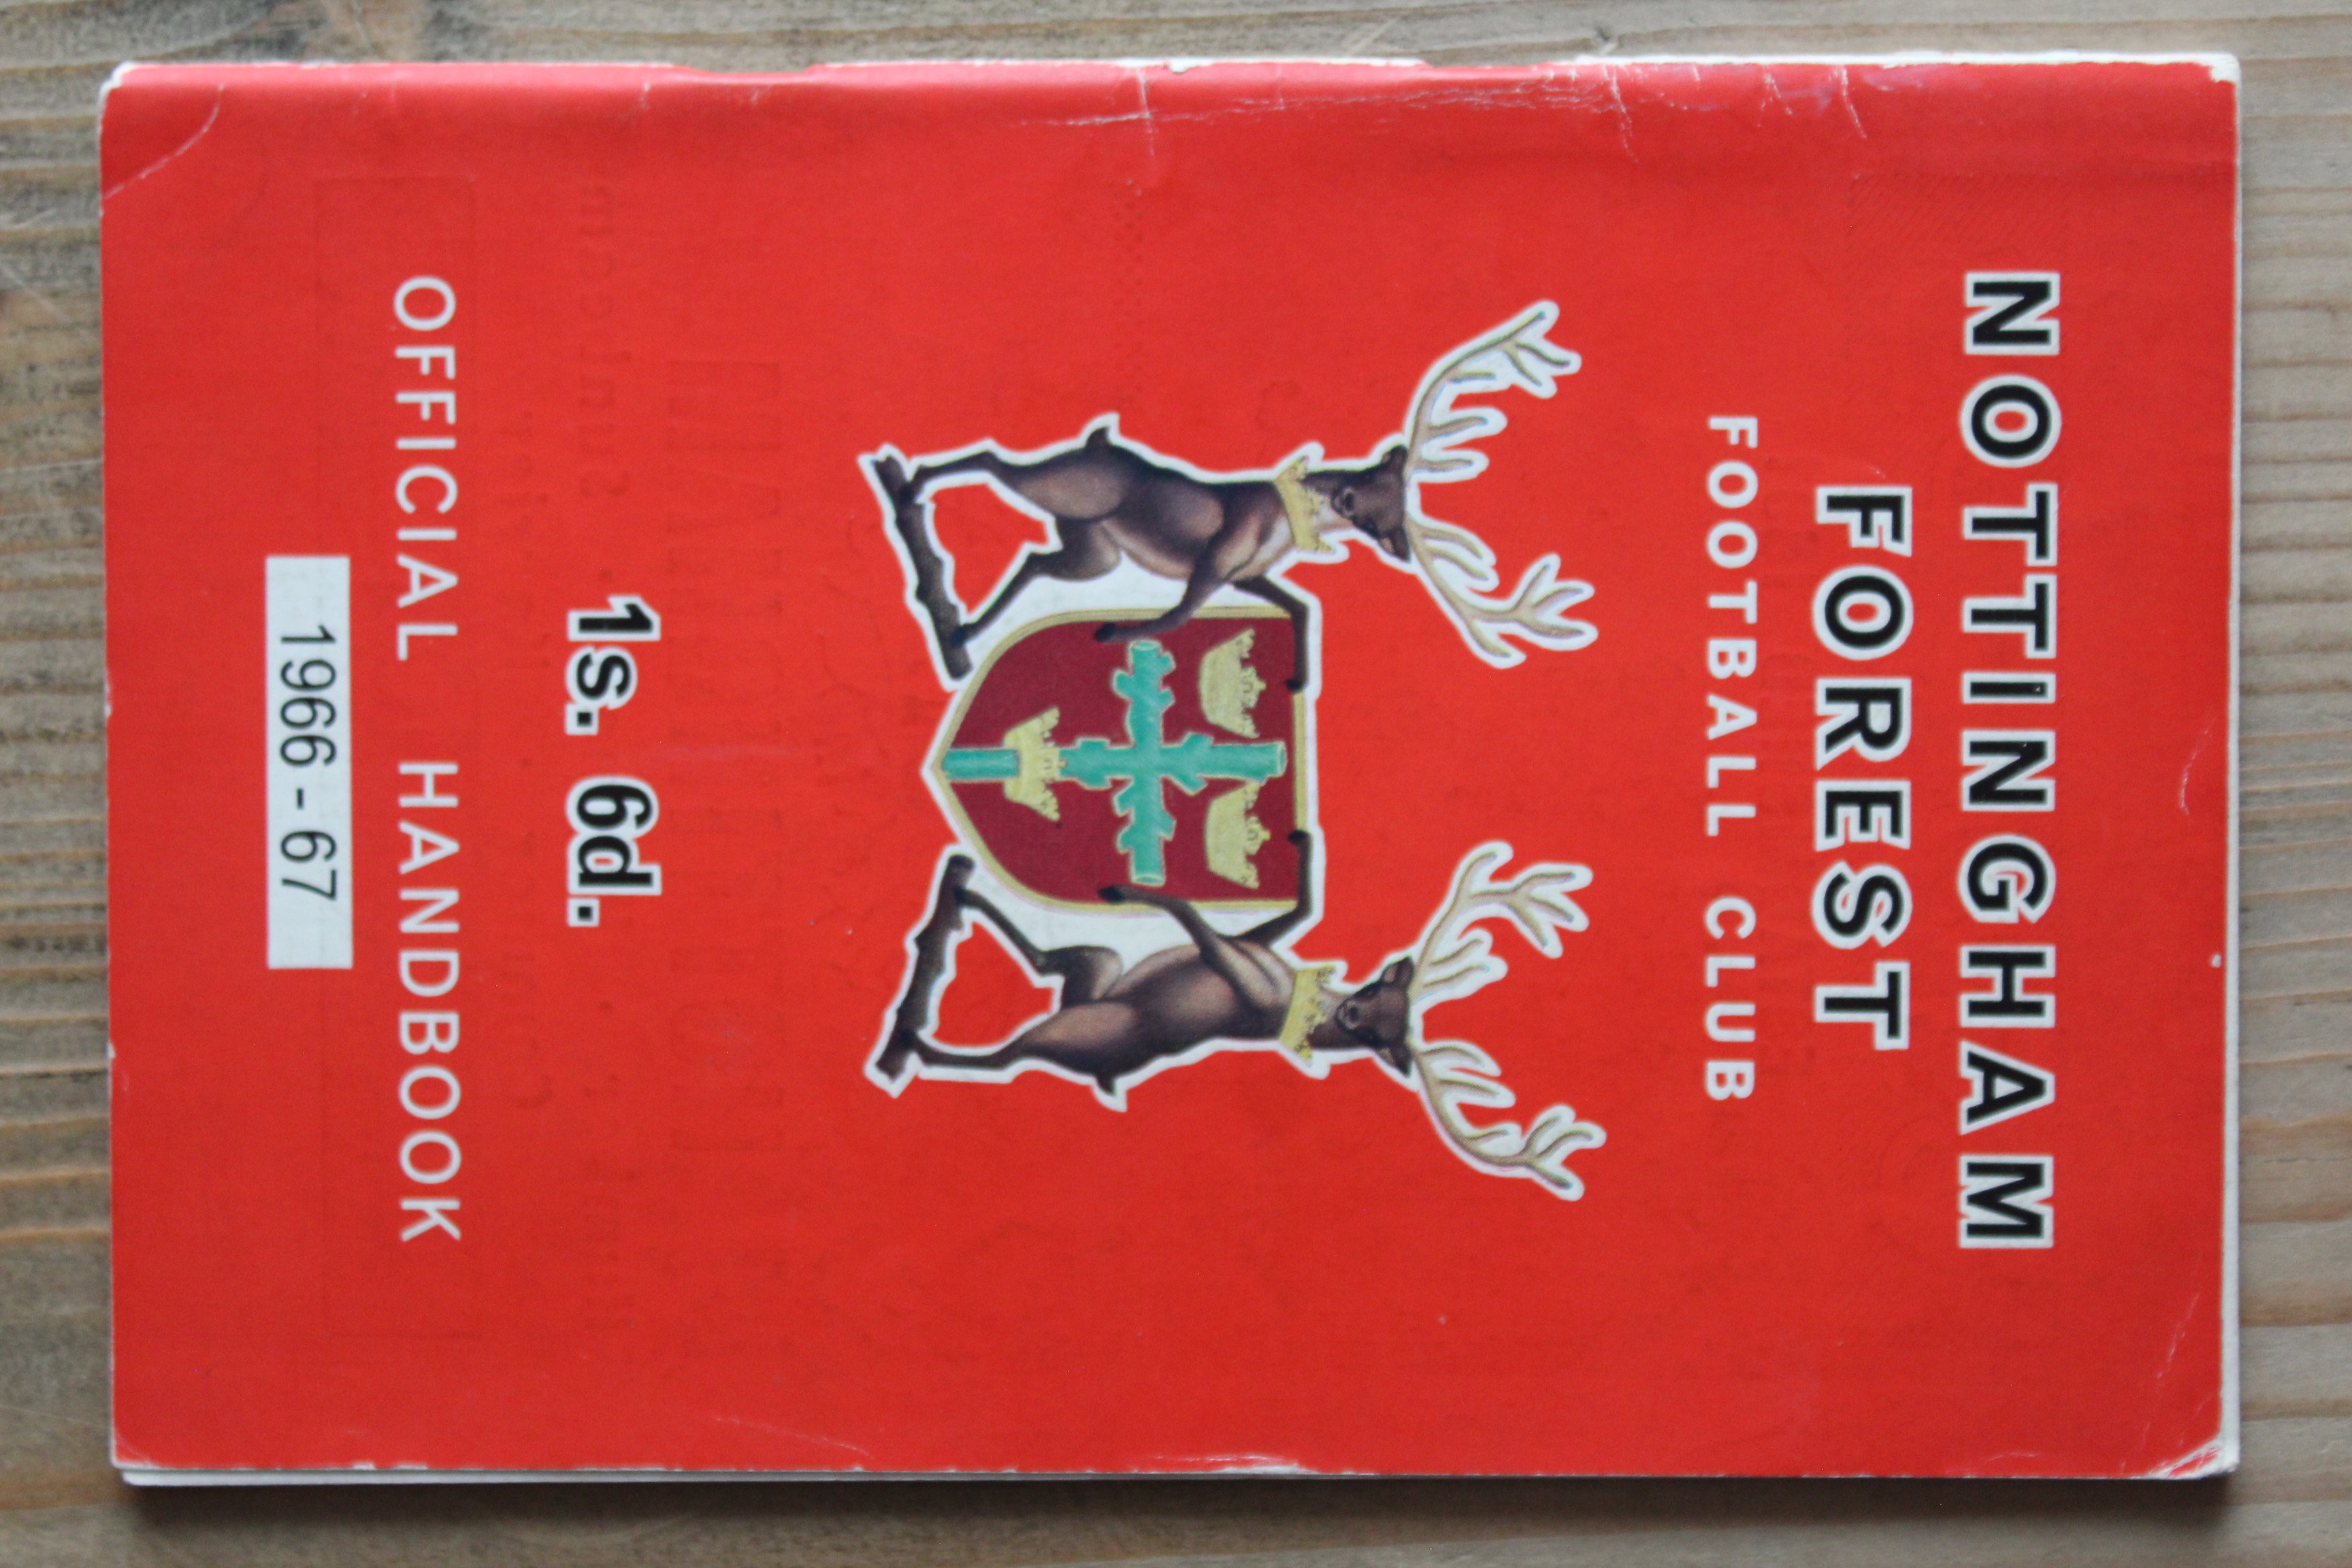 NOTTINGHAM
FOREST
FOOTBALL CLUB
1s. 6d.
OFFICIAL HANDBOOK
1966 - 67